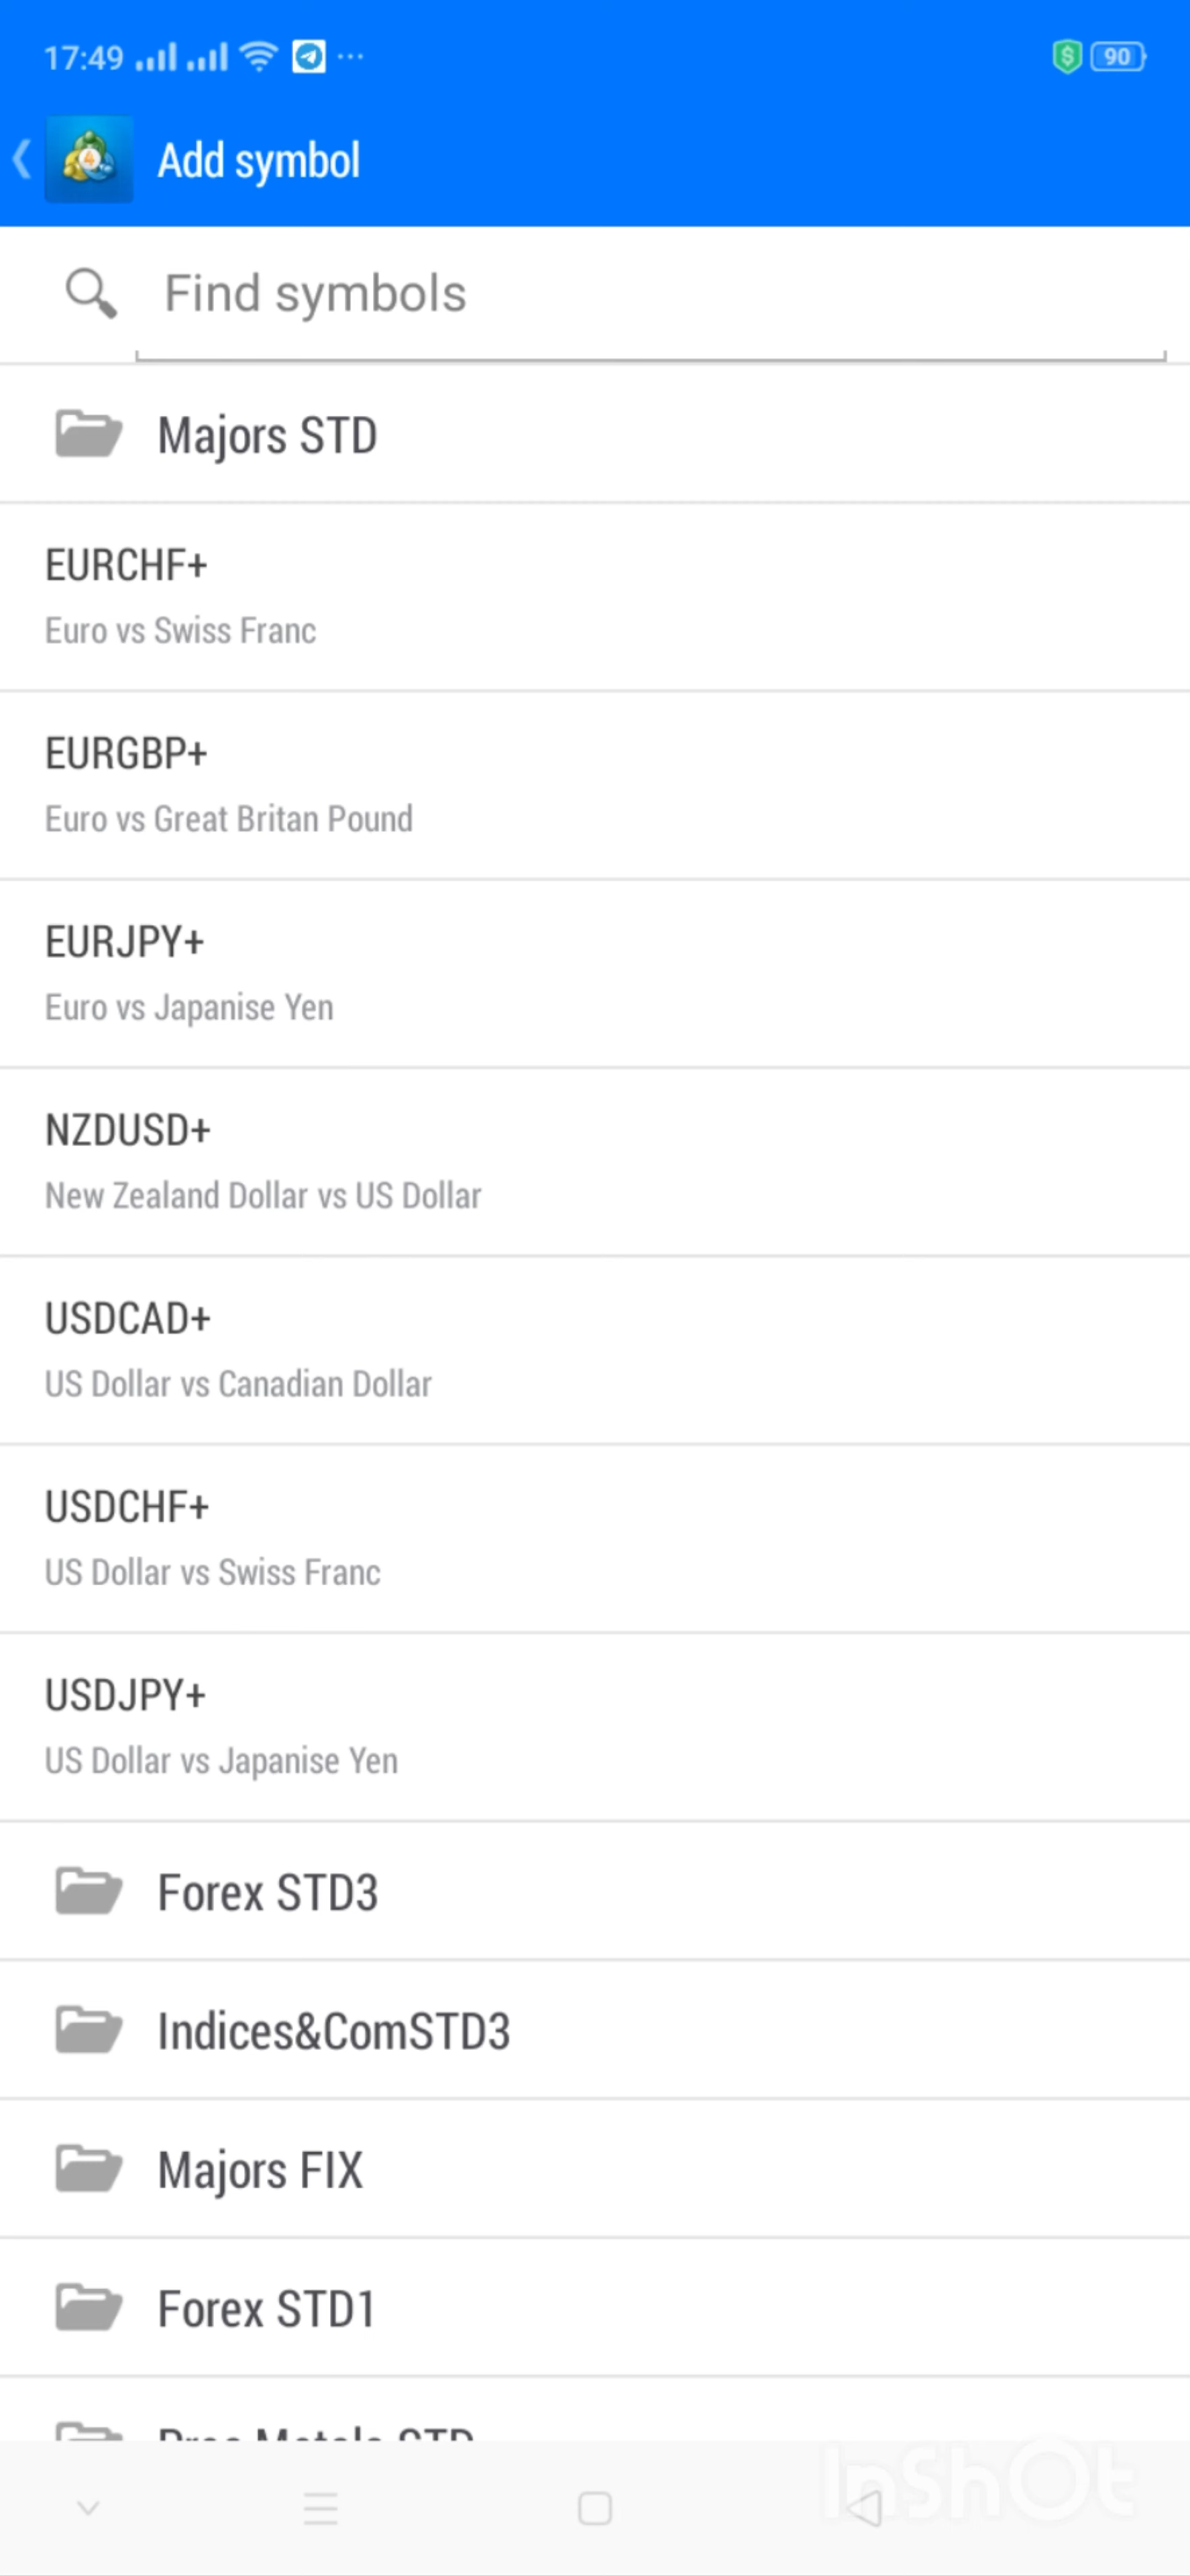 17:49 ... 90
Add symbol
Find symbols
Majors STD
EURCHF+
Euro vs Swiss Franc
EURGBP+
Euro vs Great Britan Pound
EURJPY+
Euro vs Japanise Yen
NZDUSD+
New Zealand Dollar vs US Dollar
USDCAD+
US Dollar vs Canadian Dollar
USDCHF+
US Dollar vs Swiss Franc
USDJPY+
US Dollar vs Japanise Yen
Forex STD3
Indices&ComSTD3
Majors FIX
Forex STD1
Prec Metals STD
InShOt